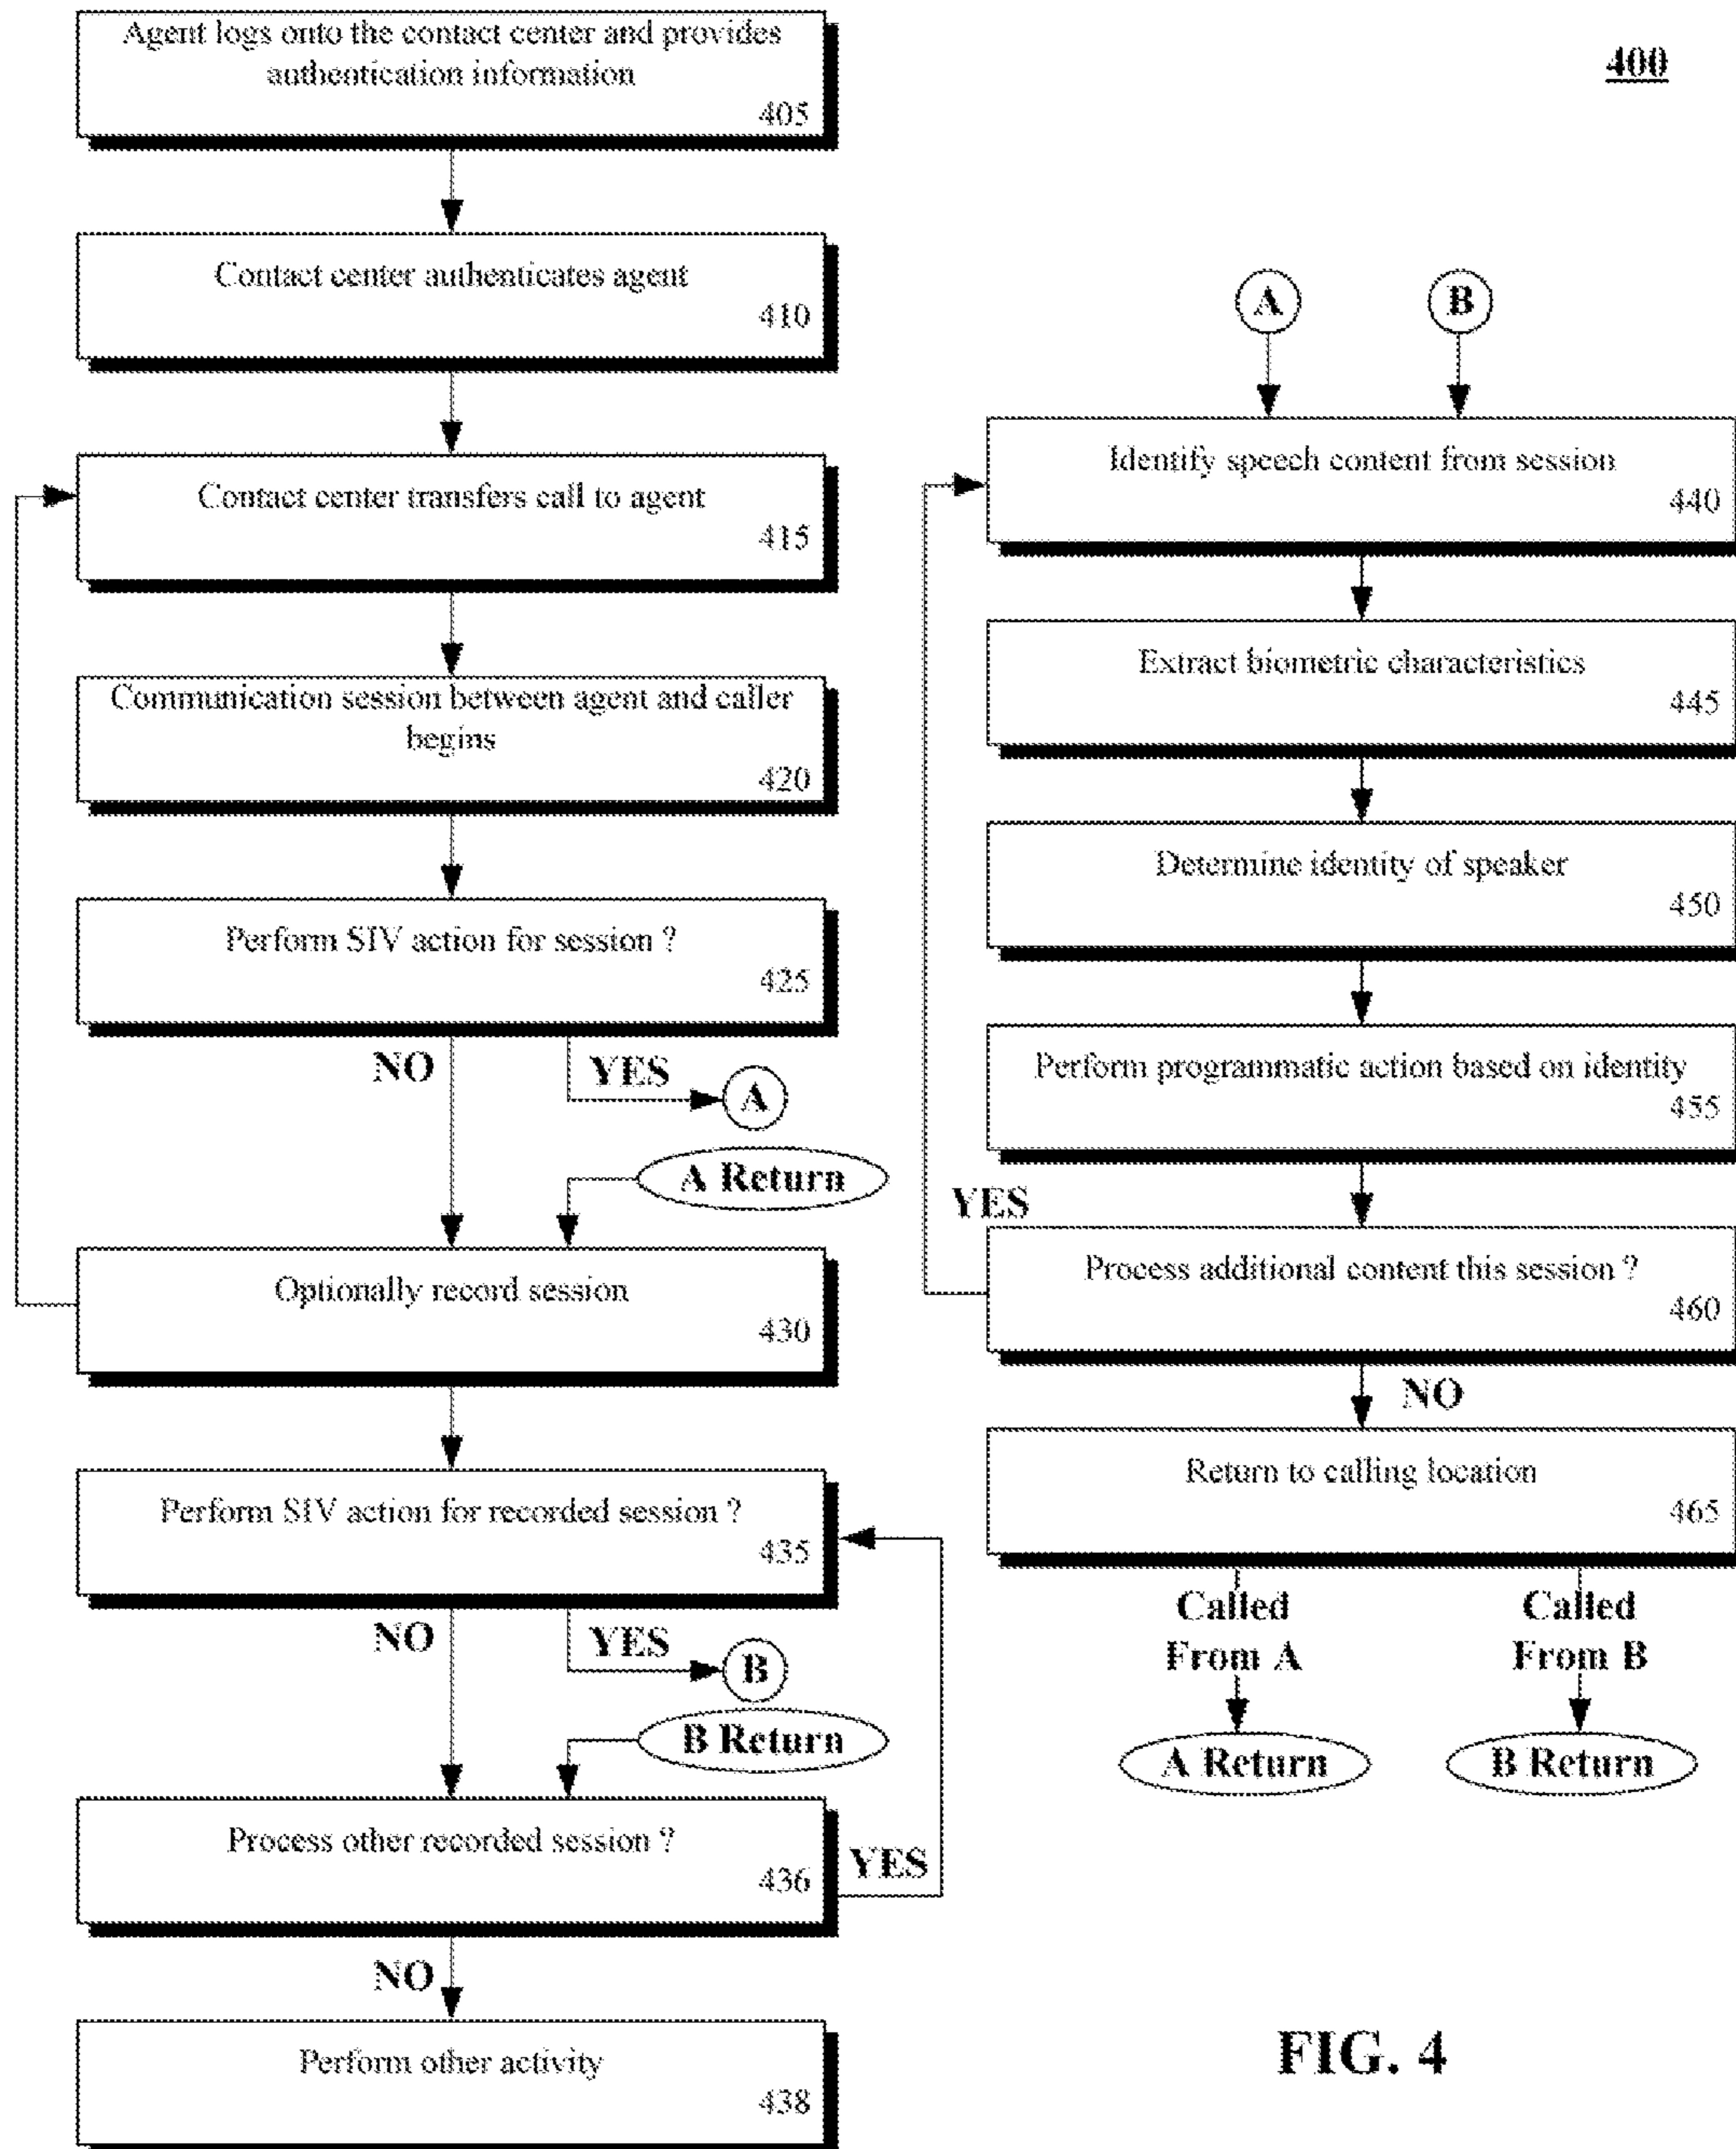 400
Agent logs onto the contact center and provides
authentication information
405
Contact center authenticates agent
410
Contact center transfers call to agent
415
Communication session between agent and caller
begins
420
Perform SIV action for session ?
425
NO
YES
A
A Return
Optionally record session
430
Perform SIV action for recorded session ?
435
NO
YES
B
B Return
Process other recorded session ?
436
YES
NO
Perform other activity
438
A
B
Identify speech content from session
440
Extract biometric characteristics
445
Determine identity of speaker
450
Perform programmatic action based on identity
455
YES
Process additional content this session ?
460
NO
Return to calling location
465
Called
From A
Called
From B
A Return
B Return
FIG. 4